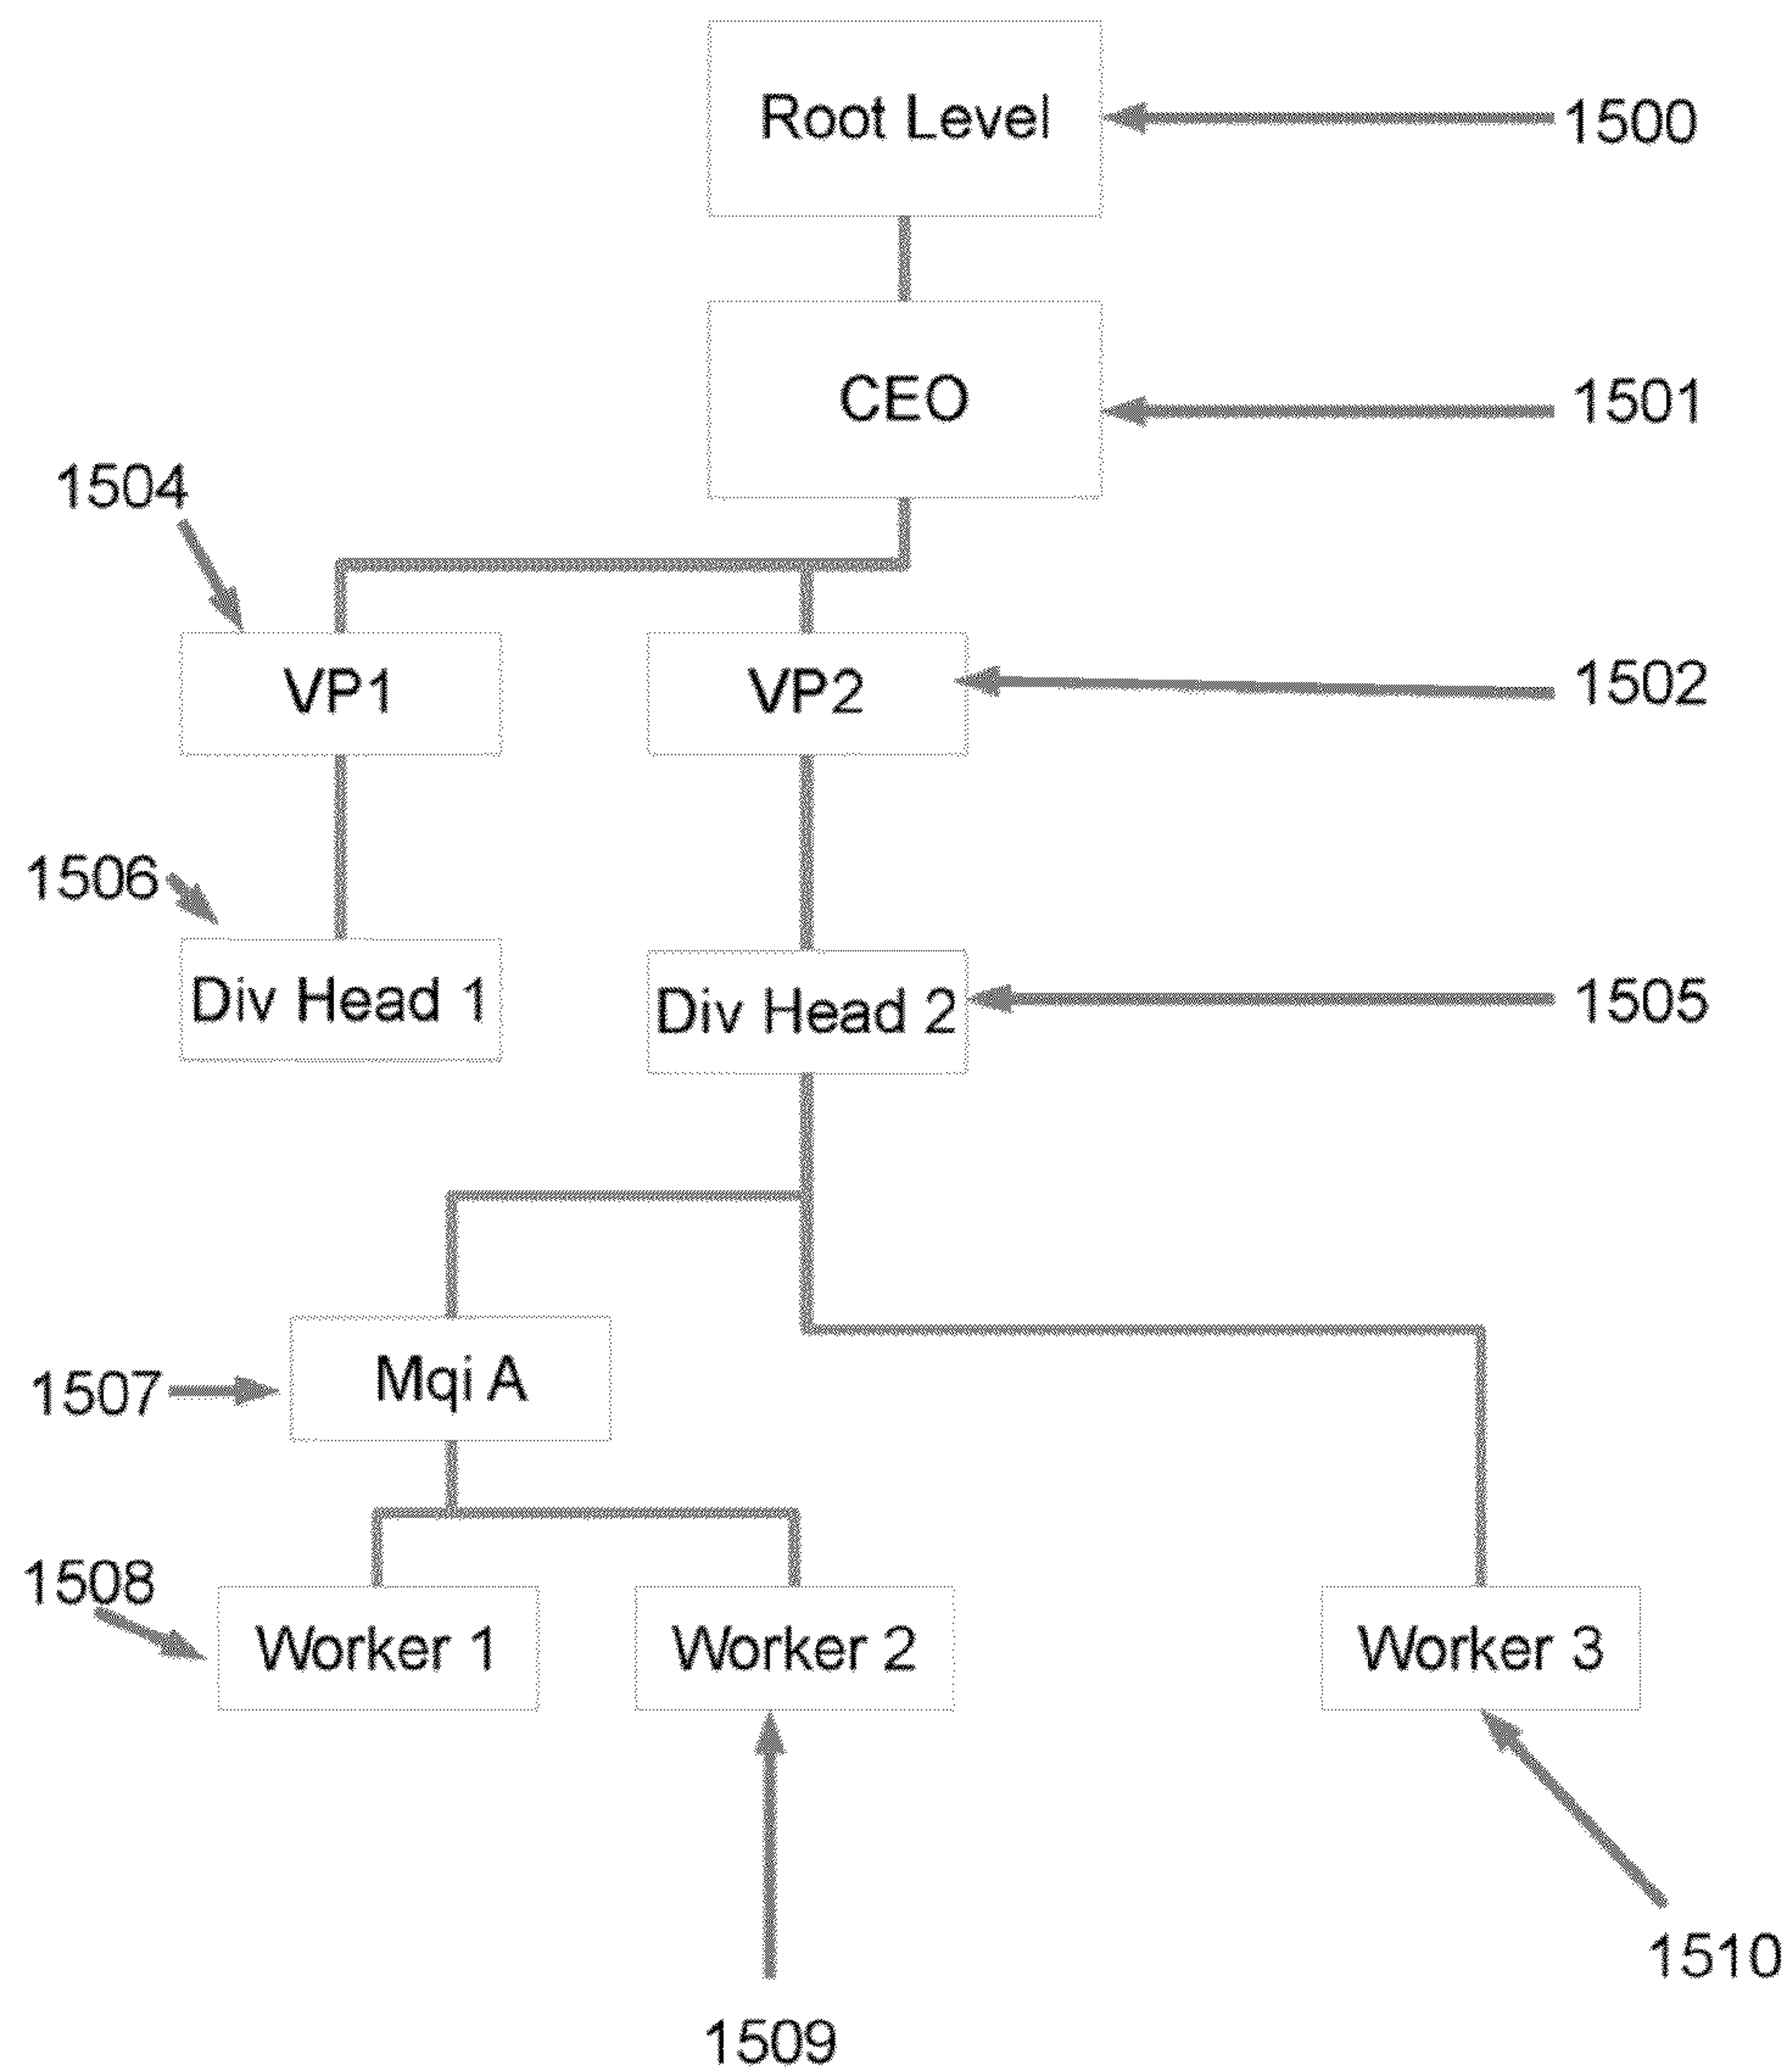 Root Level
1500
CEO
1501
1504
VP1
VP2
1502
1506
Div Head 1
Div Head 2
1505
Mqi A
1507
1508
Worker 1
Worker 2
Worker 3
1510
1509